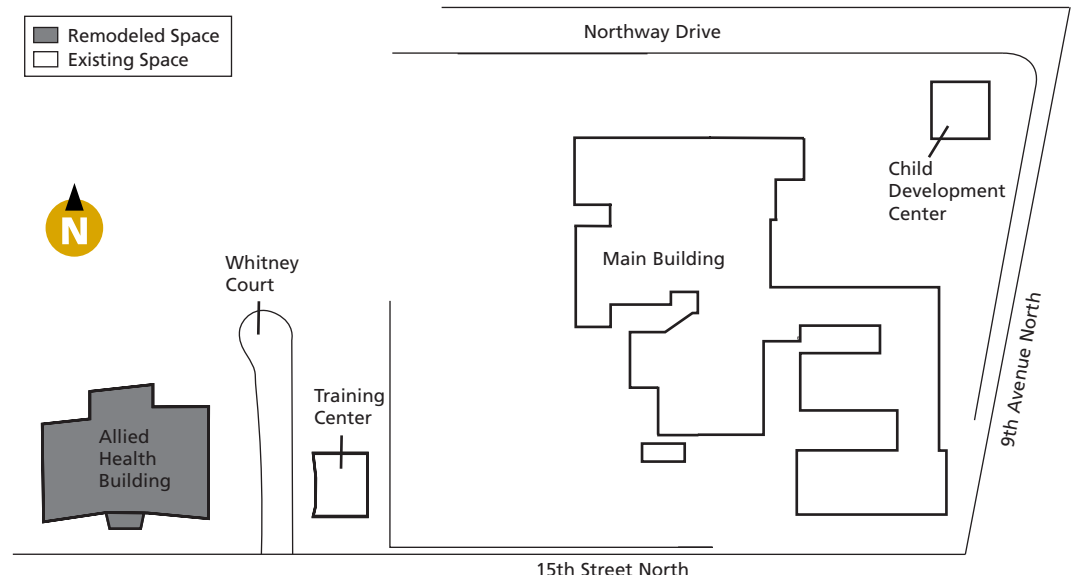 Remodeled Space
Existing Space
Northway Drive
Child
Development
Center
N
Main Building
Whitney
Court
9th Avenue North
Training
Center
Allied
Health
Building
15th Street North